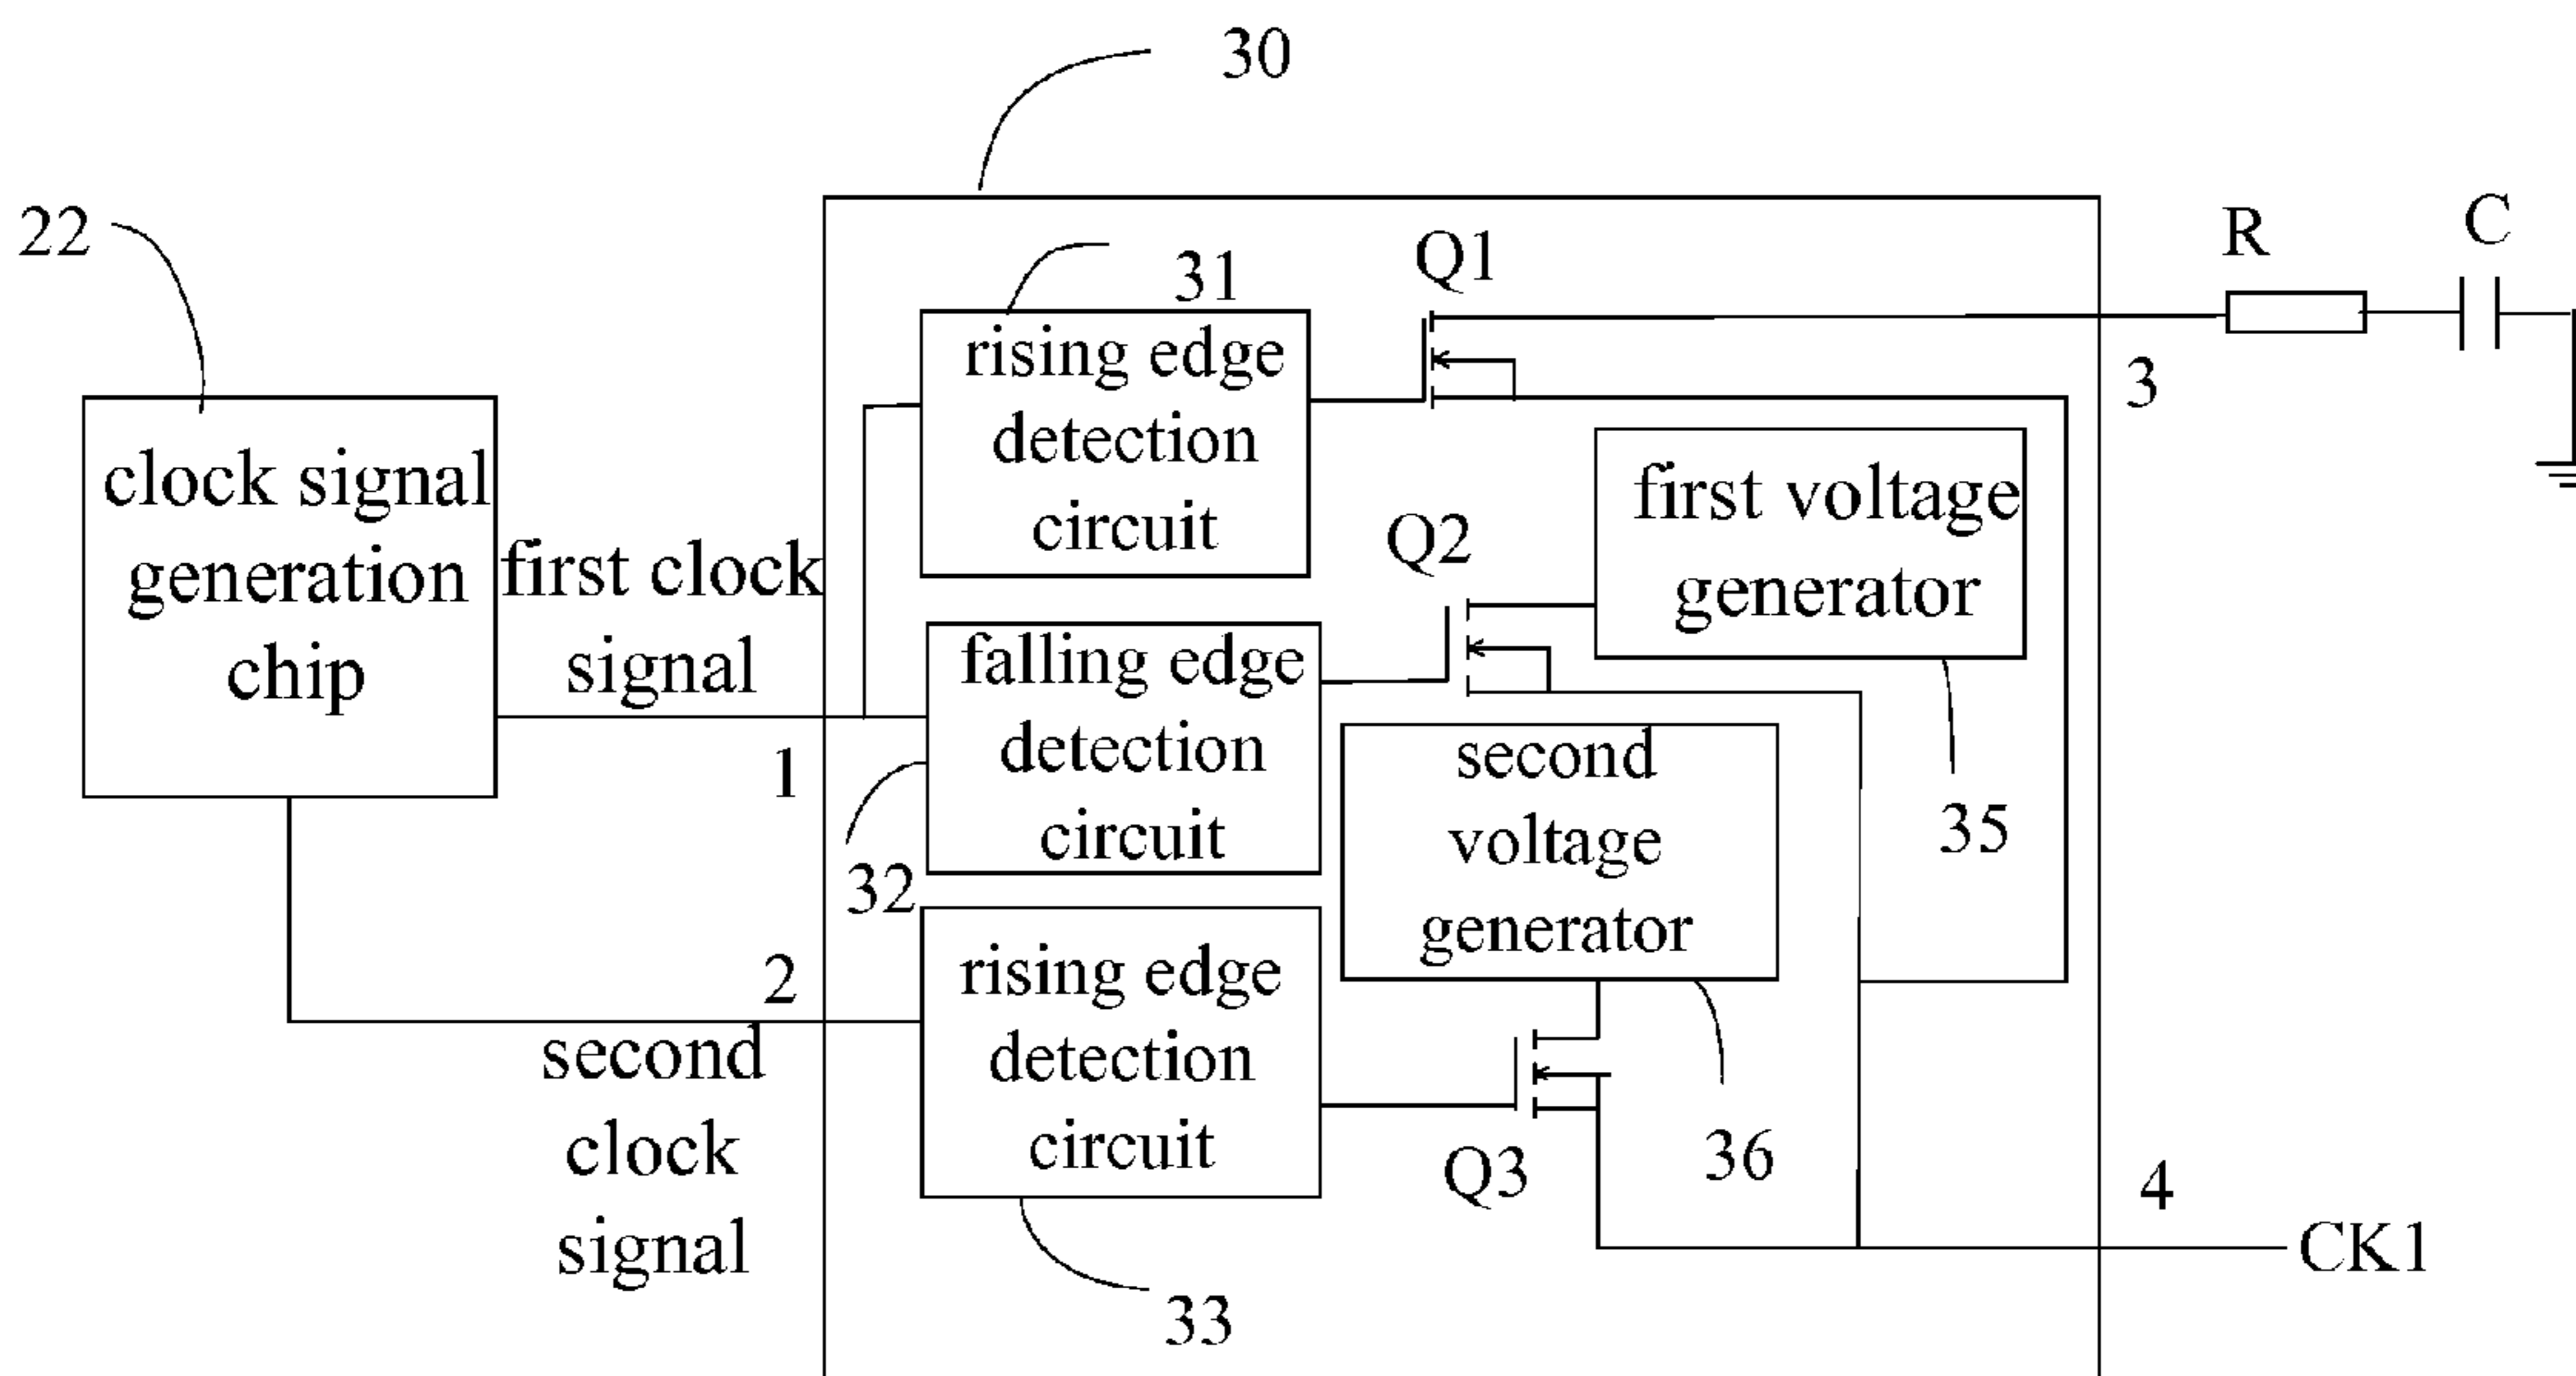 30
22
R
C
Q1
31
rising edge
detection
circuit
3
clock signal
generation
chip
first clock
signal
first voltage
generator
Q2
falling edge
detection
circuit
1
second
voltage
generator
35
32
2
rising edge
detection
circuit
second
clock
signal
Q3
36
4
CK1
33